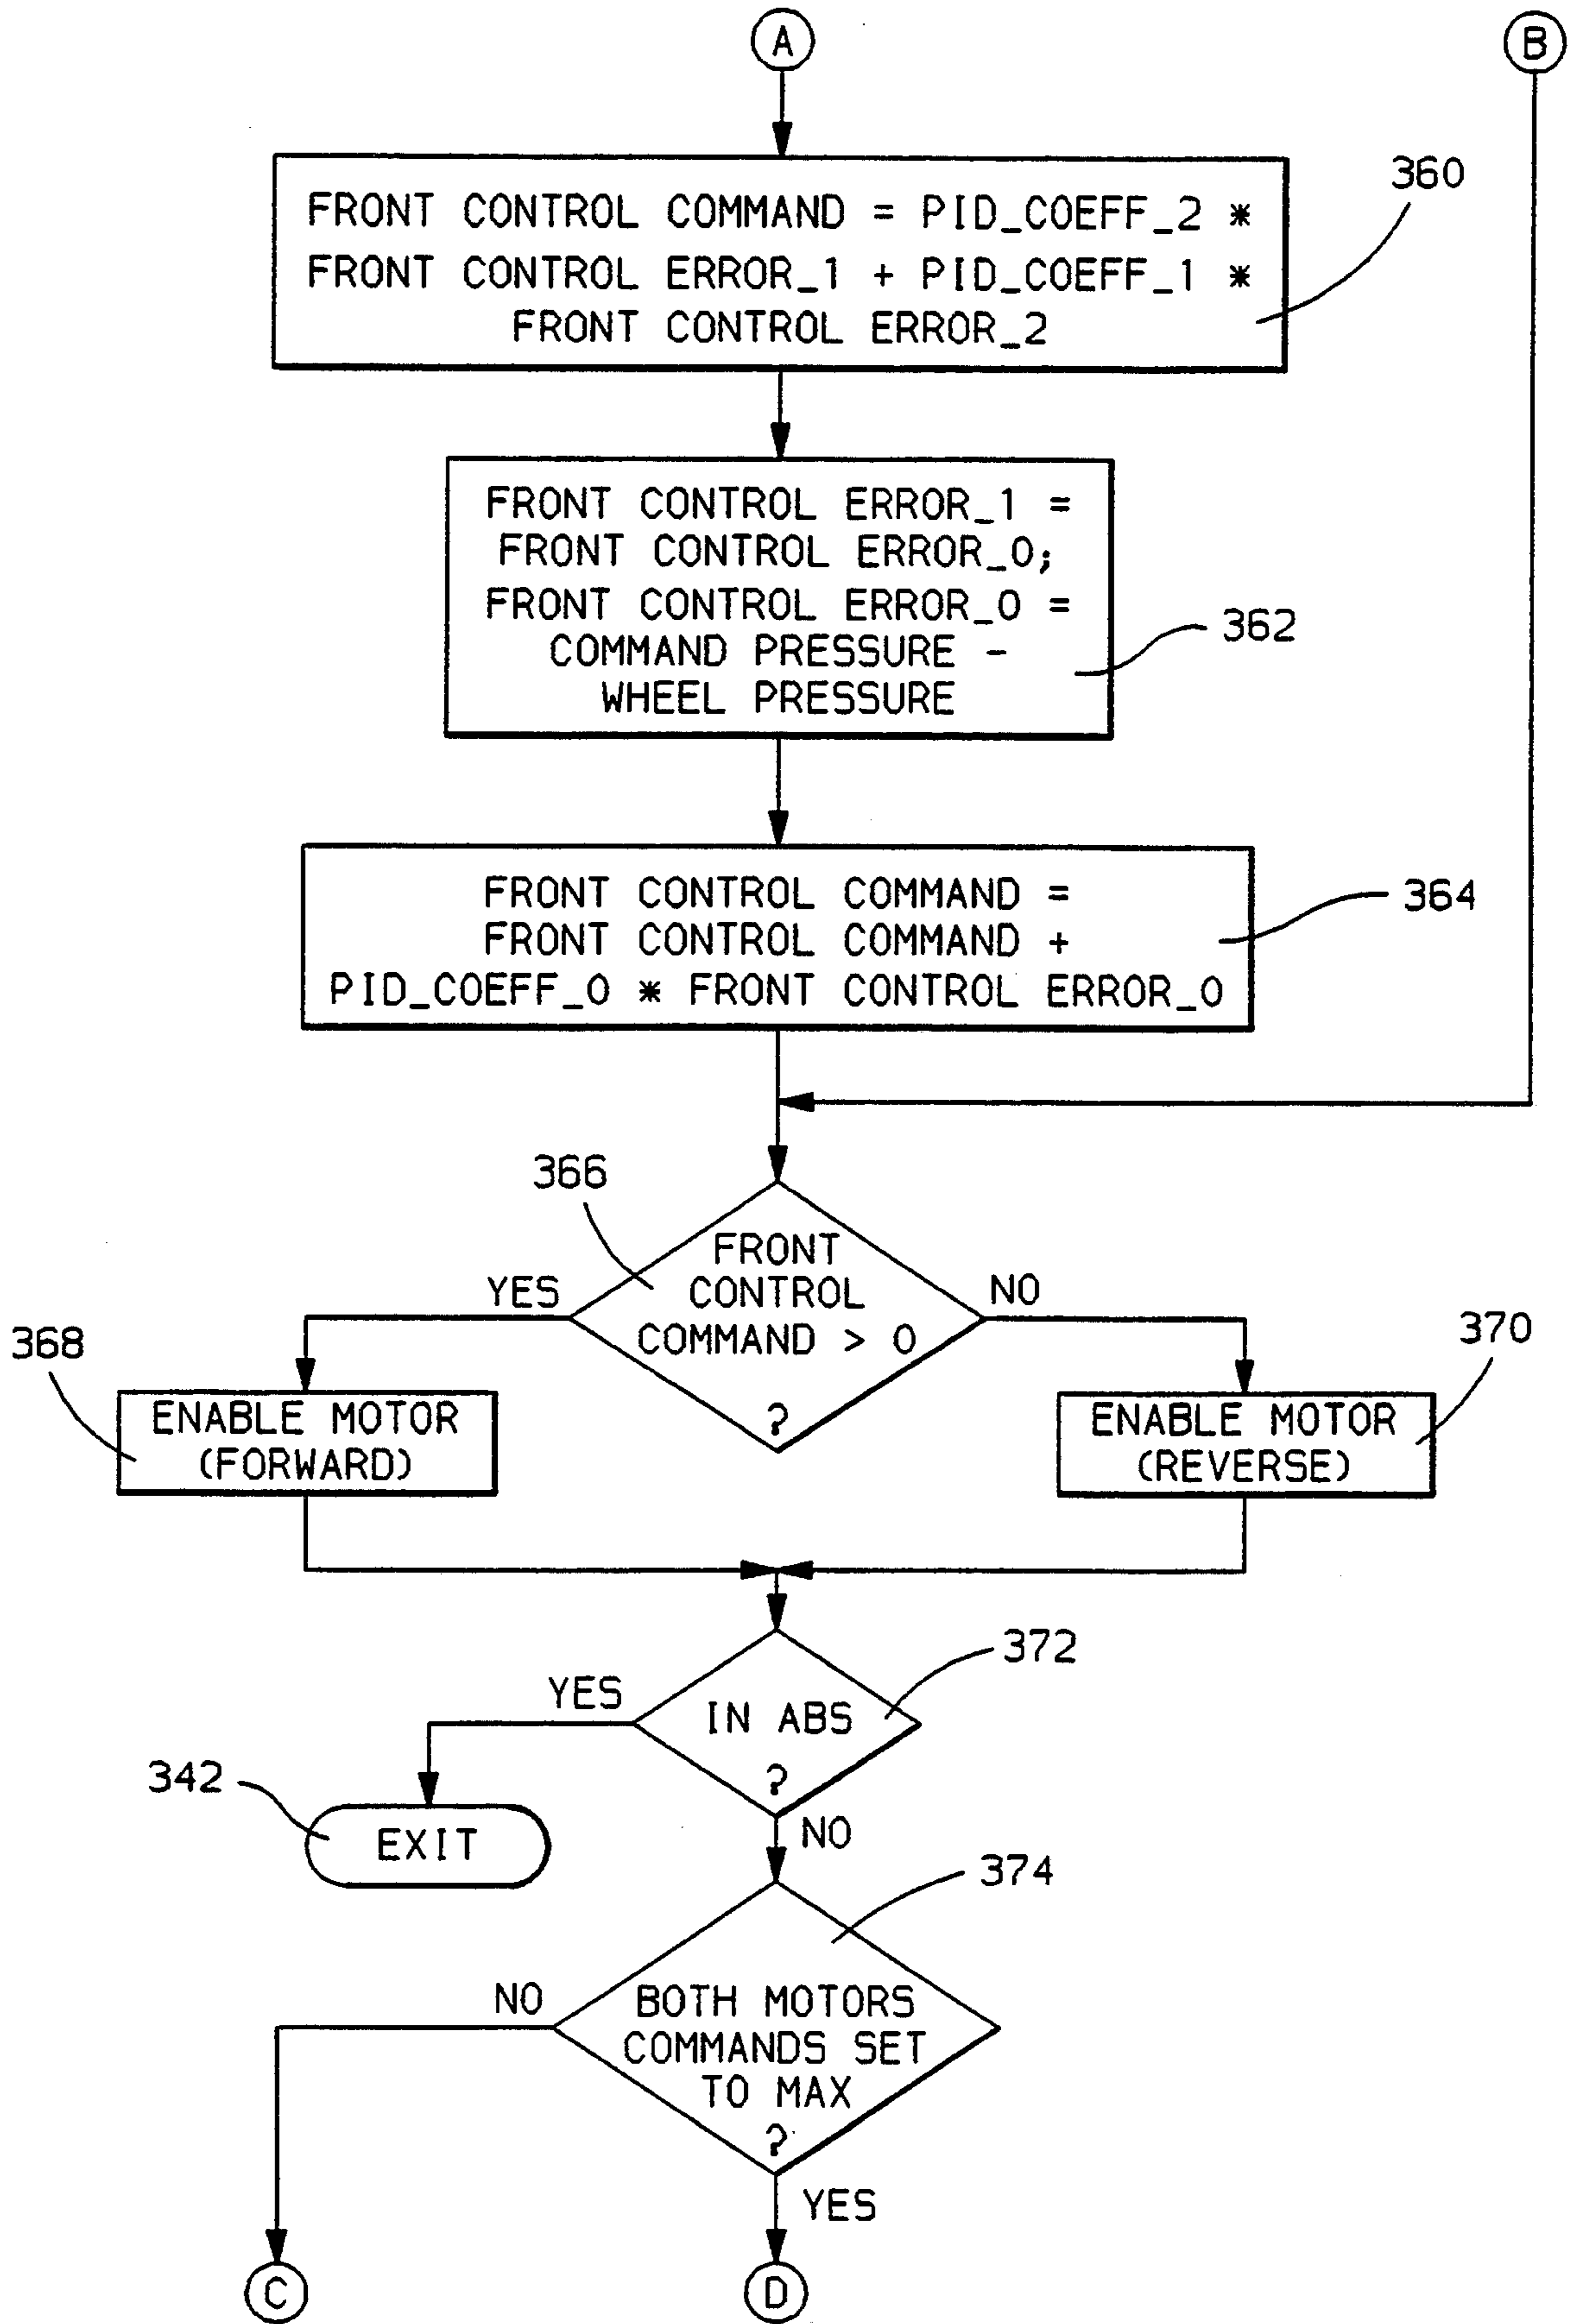 A
B
360
FRONT CONTROL COMMAND = PID_COEFF_2 *
FRONT CONTROL ERROR_1 + PID_COEFF_1 *
FRONT CONTROL ERROR_2
FRONT CONTROL ERROR_1 =
FRONT CONTROL ERROR_0;
FRONT CONTROL ERROR_0 =
COMMAND PRESSURE -
WHEEL PRESSURE
362
FRONT CONTROL COMMAND =
FRONT CONTROL COMMAND +
PID_COEFF_0 * FRONT CONTROL ERROR_0
364
366
FRONT
CONTROL
COMMAND > 0
?
YES
NO
368
ENABLE MOTOR
(FORWARD)
370
ENABLE MOTOR
(REVERSE)
372
IN ABS
?
YES
342
EXIT
NO
374
BOTH MOTORS
COMMANDS SET
TO MAX
?
NO
YES
C
D